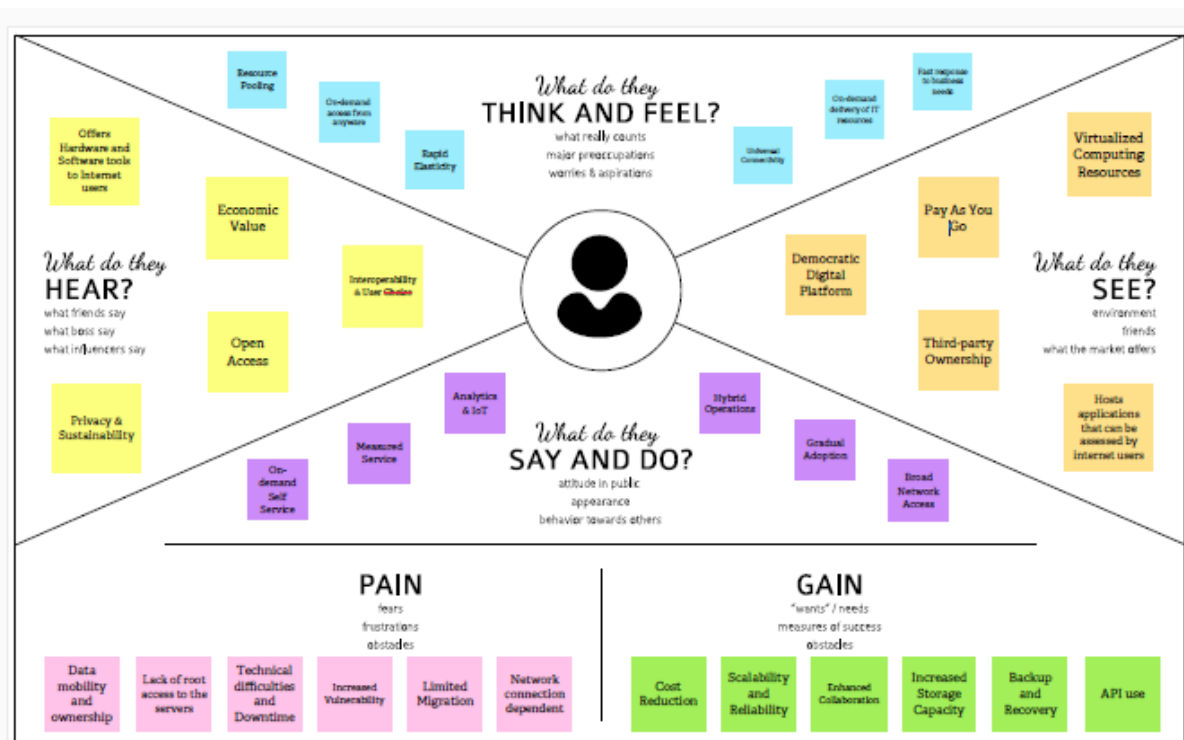 What do they
THINK AND FEEL?
what really counts
major preoccupations
worries & aspirations
Resource
Pooling
On-demand
access from
anyware
Rapid
Elasticity
Universal
Connectivity
On-demand
delivery of IT
resources
Fast response
to business
needs
What do they
HEAR?
what friends say
what boss say
what influencers say
Offers
Hardware and
Software tools
to Internet
users
Economic
Value
Interoperability
& User Choice
Open
Access
Privacy &
Sustainability
What do they
SEE?
environment
friends
what the market offers
Virtualized
Computing
Resources
Pay As You
Go
Democratic
Digital
Platform
Third-party
Ownership
Hosts
applications
that can be
assessed by
internet users
What do they
SAY AND DO?
attitude in public
appearance
behavior towards others
Analytics
& IoT
Measured
Service
On-
demand
Self
Service
Hybrid
Operations
Gradual
Adoption
Broad
Network
Access
PAIN
fears
frustrations
obstacles
Data
mobility
and
ownership
Lack of root
access to the
servers
Technical
difficulties
and
Downtime
Increased
Vulnerability
Limited
Migration
Network
connection
dependent
GAIN
"wants" / needs
measures of success
obstacles
Cost
Reduction
Scalability
and
Reliability
Enhanced
Collaboration
Increased
Storage
Capacity
Backup
and
Recovery
API use